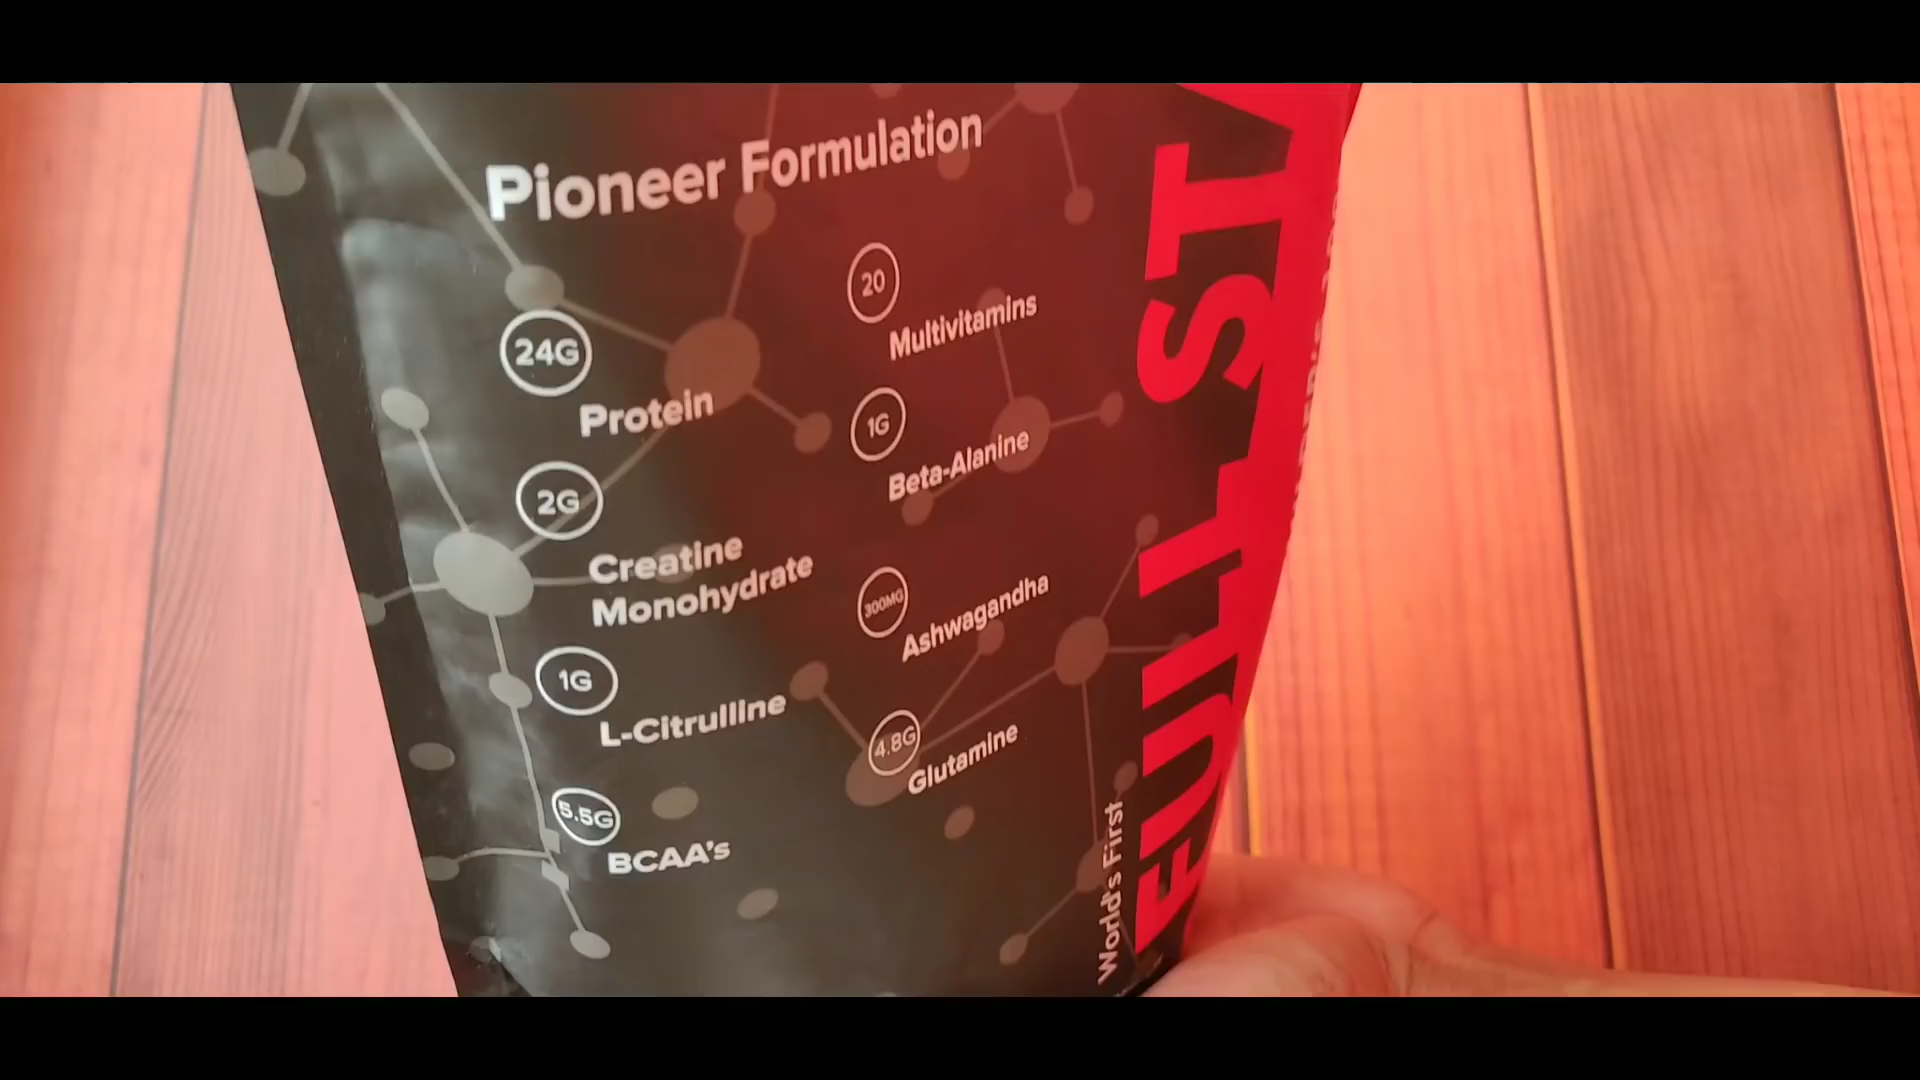 Pioneer Formulation
24G
Protein
2G
Creatine
Monohydrate
1G
L-Citrulline
5.5G
BCAA's
20
Multivitamins
1G
Beta-Alanine
300MG
Ashwagandha
4.8G
Glutamine
World's First
FULL